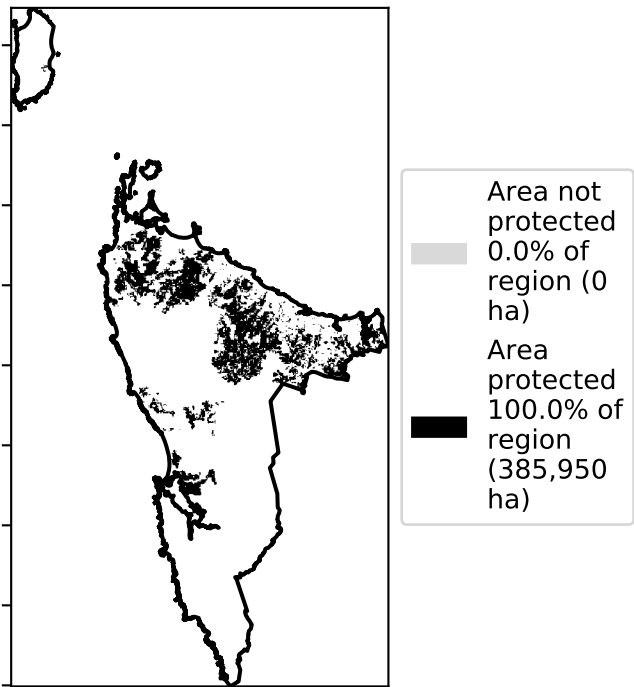 Area not
protected
0.0% of
region (0
ha)
Area
protected
100.0% of
region
(385,950
ha)